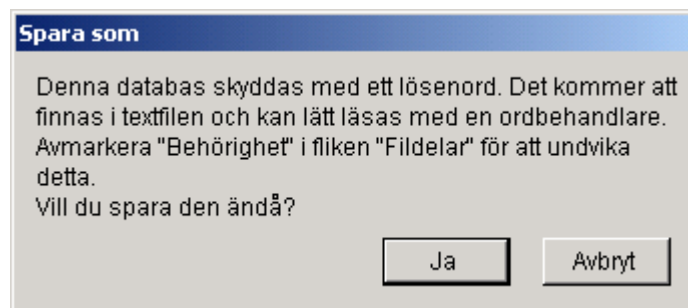 Spara som
Denna databas skyddas med ett lösenord. Det kommer att
finnas i textfilen och kan lätt läsas med en ordbehandlare.
Avmarkera "Behörighet" i fliken "Fildelar" för att undvika
detta.
Vill du spara den ändå?
Ja
Avbryt